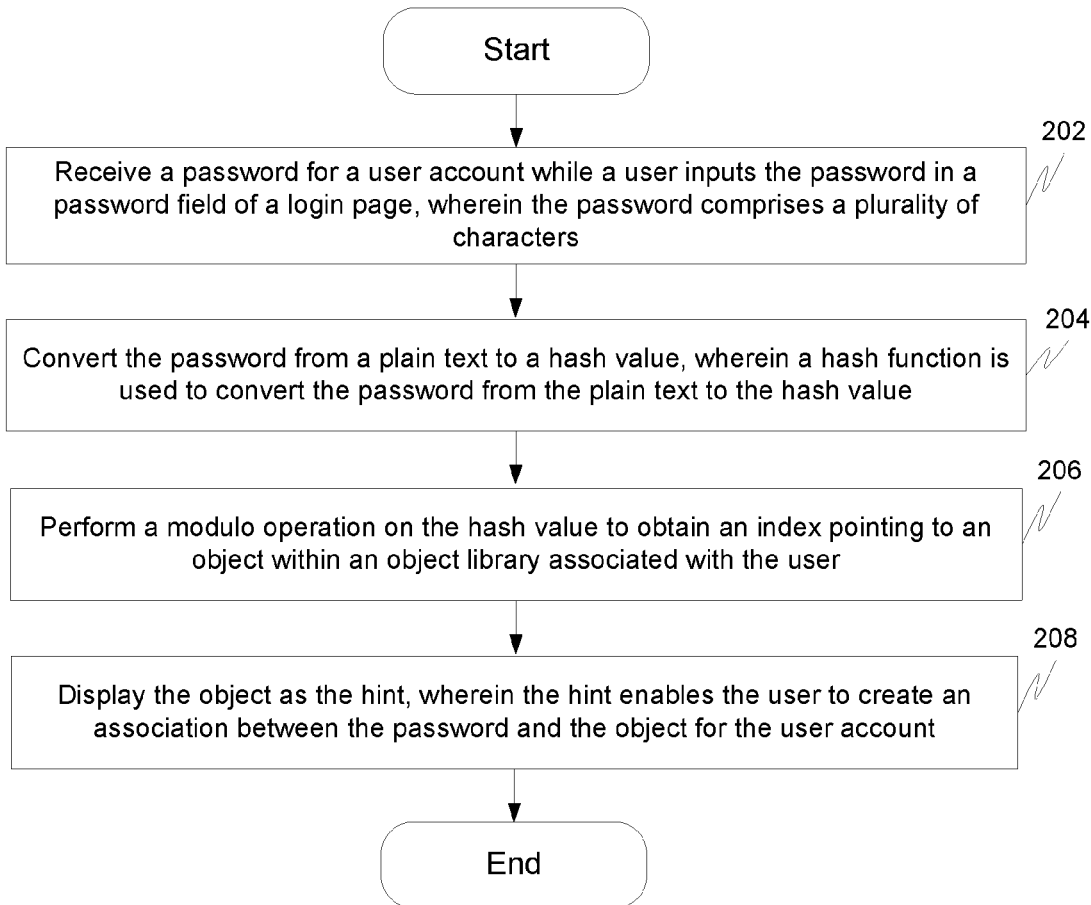 Start
202
Receive a password for a user account while a user inputs the password in a
password field of a login page, wherein the password comprises a plurality of
characters
204
Convert the password from a plain text to a hash value, wherein a hash function is
used to convert the password from the plain text to the hash value
206
Perform a modulo operation on the hash value to obtain an index pointing to an
object within an object library associated with the user
208
Display the object as the hint, wherein the hint enables the user to create an
association between the password and the object for the user account
End